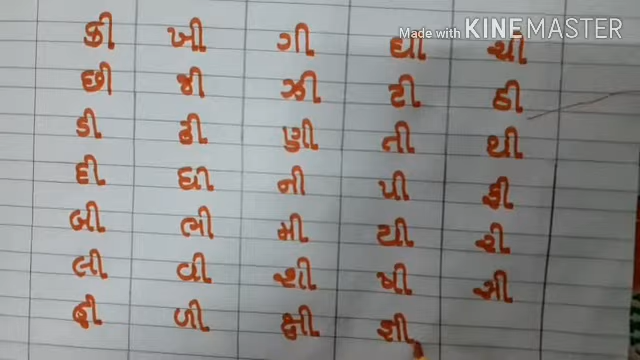 Made with KINEMASTER
કી ખી ગી ઘી ચી
છી જી ઝી ટી ઠી
ડી ઢી ણી તી થી
દી ધી ની પી ફી
બી ભી મી યી રી
લી વી શી ષી સી
હી ળી ક્ષી જ્ઞી